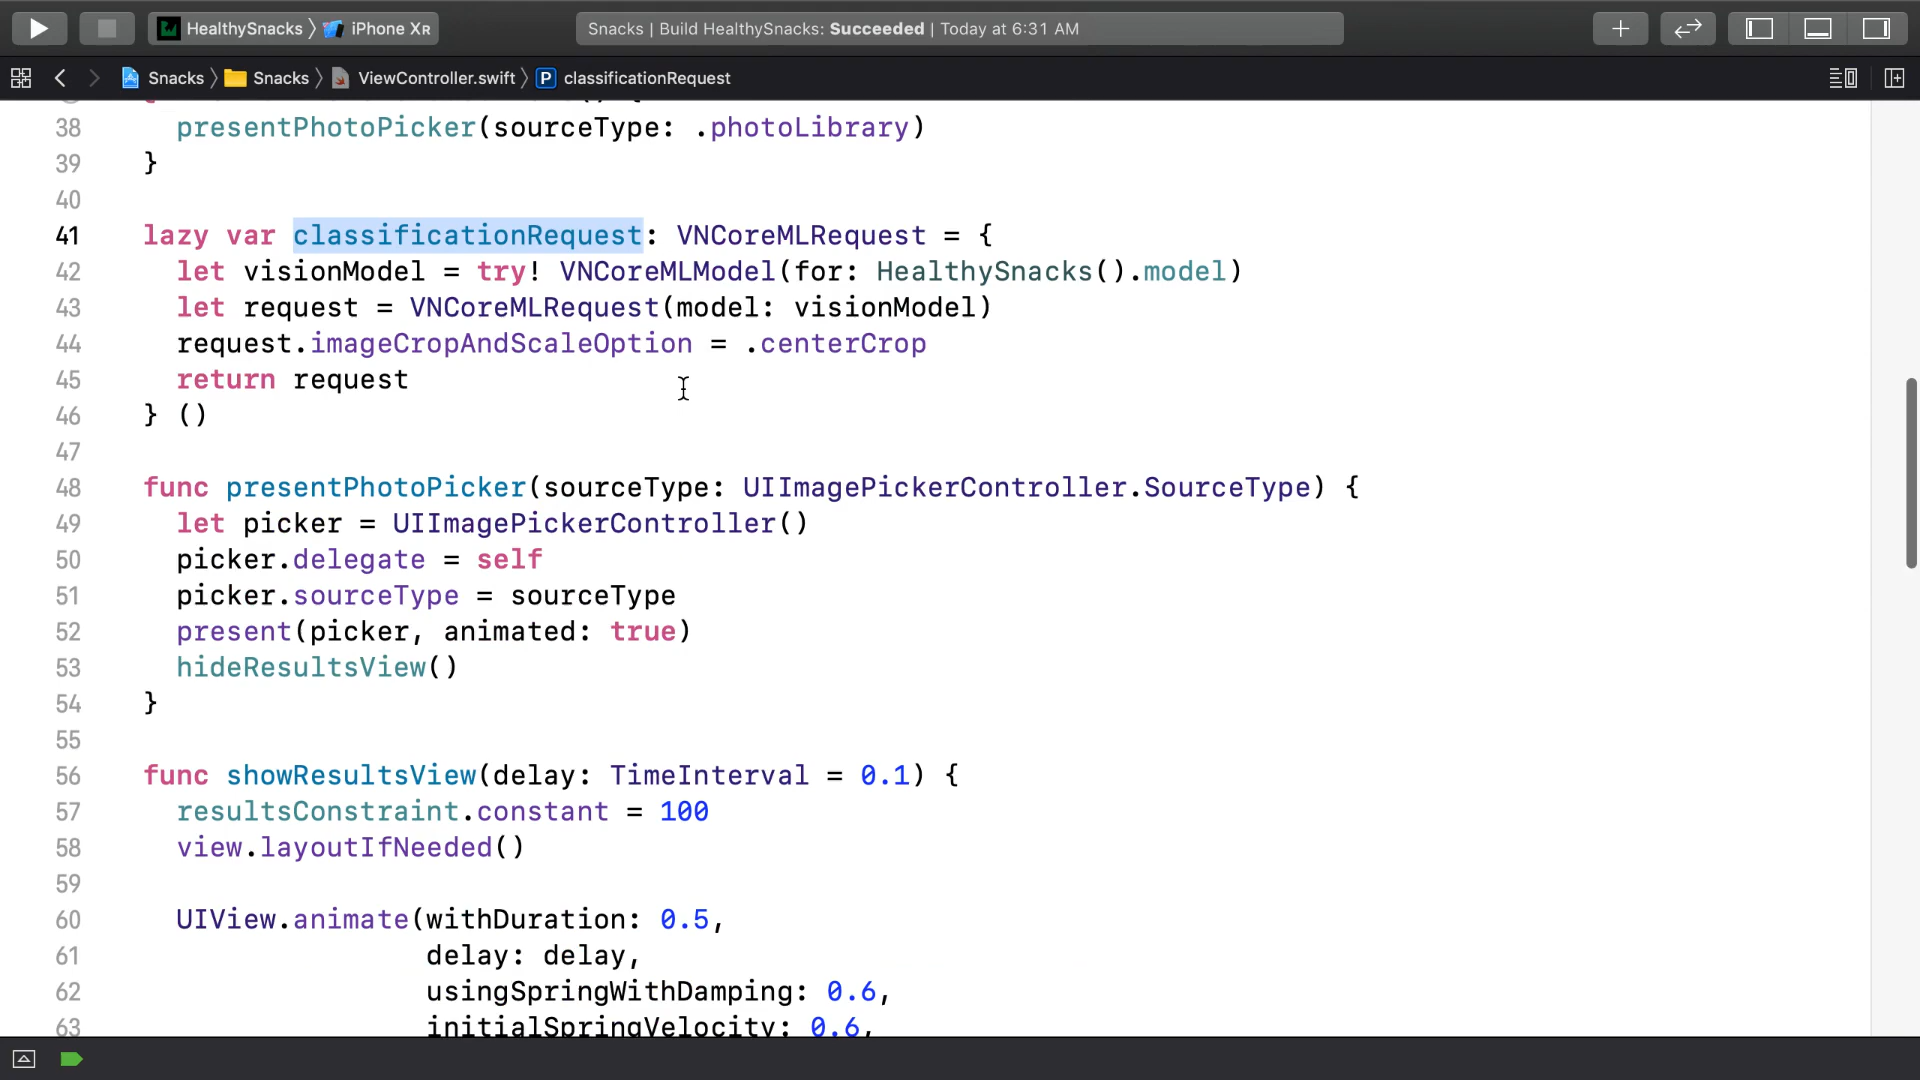 HealthySnacks 〉 iPhone XR
Snacks | Build HealthySnacks: Succeeded | Today at 6:31 AM
Snacks 〉 Snacks 〉 ViewController.swift 〉 P classificationRequest
38 presentPhotoPicker(sourceType: .photoLibrary)
39 }
40
41 lazy var classificationRequest: VNCoreMLRequest = {
42 let visionModel = try! VNCoreMLModel(for: HealthySnacks().model)
43 let request = VNCoreMLRequest(model: visionModel)
44 request.imageCropAndScaleOption = .centerCrop
45 return request
46 } ()
47
48 func presentPhotoPicker(sourceType: UIImagePickerController.SourceType) {
49 let picker = UIImagePickerController()
50 picker.delegate = self
51 picker.sourceType = sourceType
52 present(picker, animated: true)
53 hideResultsView()
54 }
55
56 func showResultsView(delay: TimeInterval = 0.1) {
57 resultsConstraint.constant = 100
58 view.layoutIfNeeded()
59
60 UIView.animate(withDuration: 0.5,
61 delay: delay,
62 usingSpringWithDamping: 0.6,
63 initialSpringVelocity: 0.6,